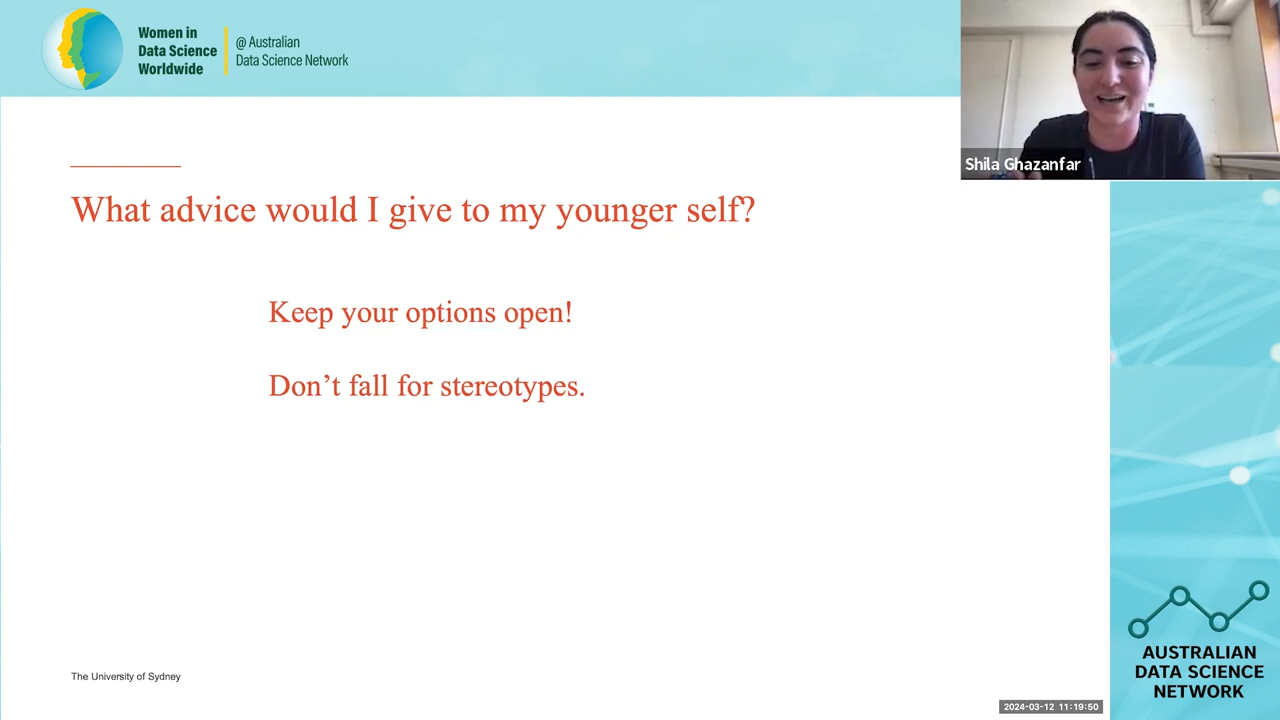 Women in
Data Science
Worldwide
@ Australian
Data Science Network
Shila Ghazanfar
What advice would I give to my younger self?
Keep your options open!
Don’t fall for stereotypes.
The University of Sydney
2024-03-12 11:19:50
AUSTRALIAN
DATA SCIENCE
NETWORK